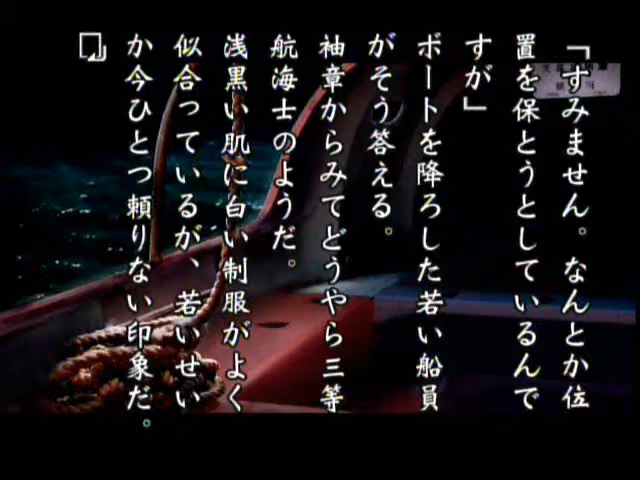 「すみません。なんとか位
置を保とうとしているんで
すが」
ボートを降ろした若い船員
がそう答える。
袖章からみてどうやら三等
航海士のようだ。
浅黒い肌に白い制服がよく
似合っているが、若いせい
か今ひとつ頼りない印象だ。